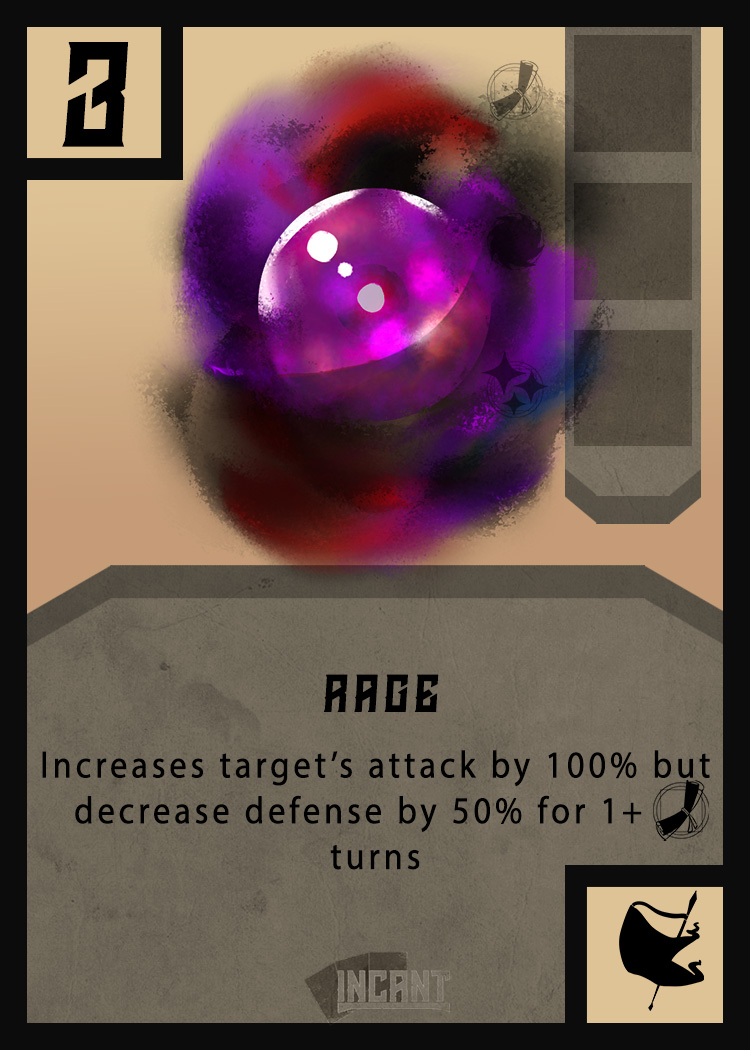 3
RAGE
Increases target's attack by 100% but
decrease defense by 50% for 1+
turns
INCANT